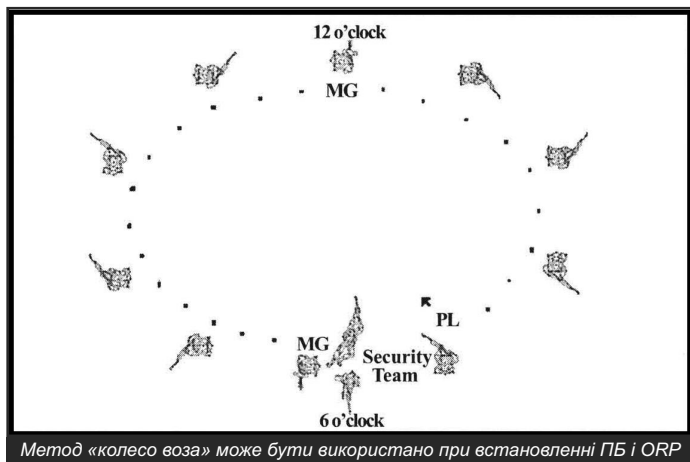 12 o'clock
MG
PL
MG
Security
Team
6 o'clock
Метод «колесо воза» може бути використано при встановленні ПБ і ORP